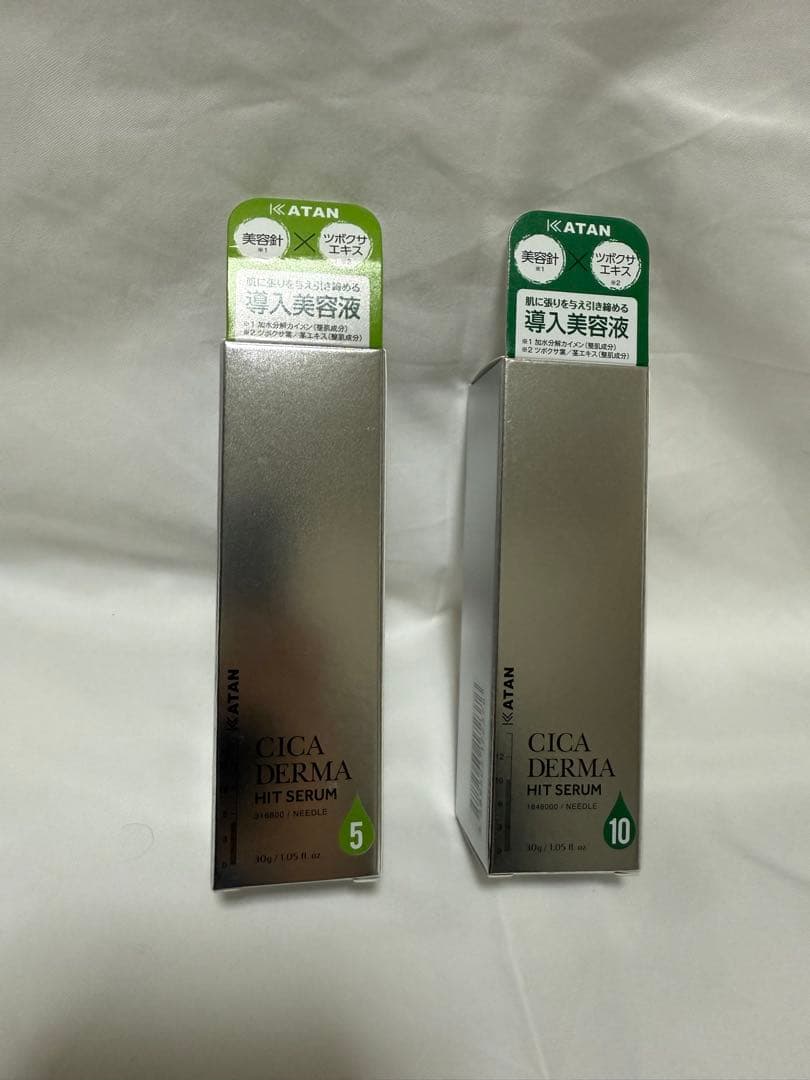 KATAN
美容針
※1
×
ツボクサ
エキス
※2
肌に張りを与え引き締める
導入美容液
※1 加水分解カイメン(整肌成分)
※2 ツボクサ葉/茎エキス(整肌成分)
KATAN
CICA
DERMA
HIT SERUM
316800 / NEEDLE
5
30g / 1.05 fl. oz
KATAN
美容針
※1
×
ツボクサ
エキス
※2
肌に張りを与え引き締める
導入美容液
※1 加水分解カイメン(整肌成分)
※2 ツボクサ葉/茎エキス(整肌成分)
KATAN
12
10
CICA
DERMA
HIT SERUM
1848000 / NEEDLE
10
30g / 1.05 fl. oz